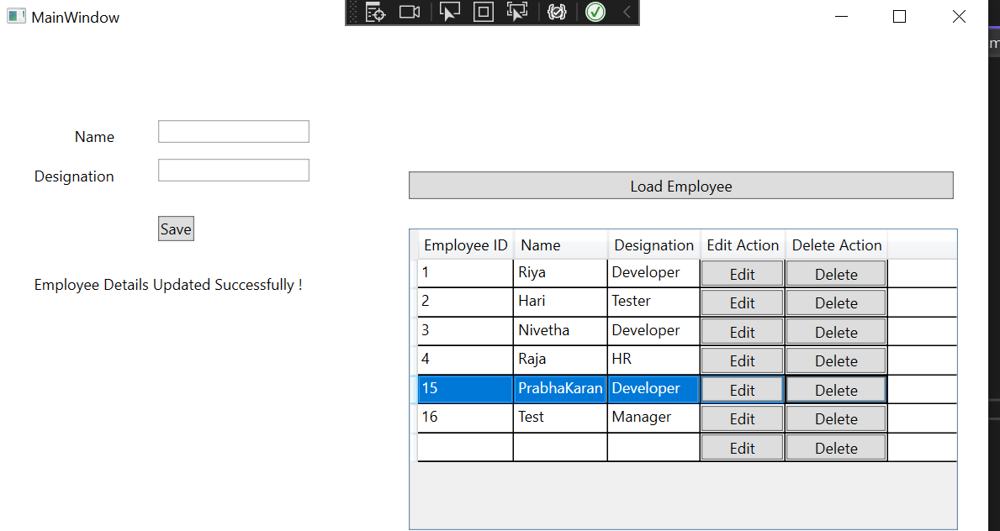 MainWindow
Name
Designation
Save
Employee Details Updated Successfully !
Load Employee
Employee ID Name Designation Edit Action Delete Action
1 Riya Developer Edit Delete
2 Hari Tester Edit Delete
3 Nivetha Developer Edit Delete
4 Raja HR Edit Delete
15 PrabhaKaran Developer Edit Delete
16 Test Manager Edit Delete
Edit Delete